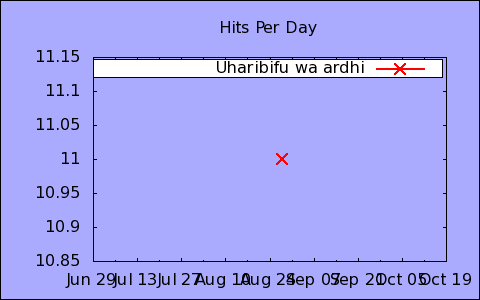 Hits Per Day
11.15
Uharibifu wa ardhi
11.1
11.05
11
10.95
10.9
10.85
Jun 29 Jul 13 Jul 27 Aug 10 Aug 24 Sep 07 Sep 21 Oct 05 Oct 19